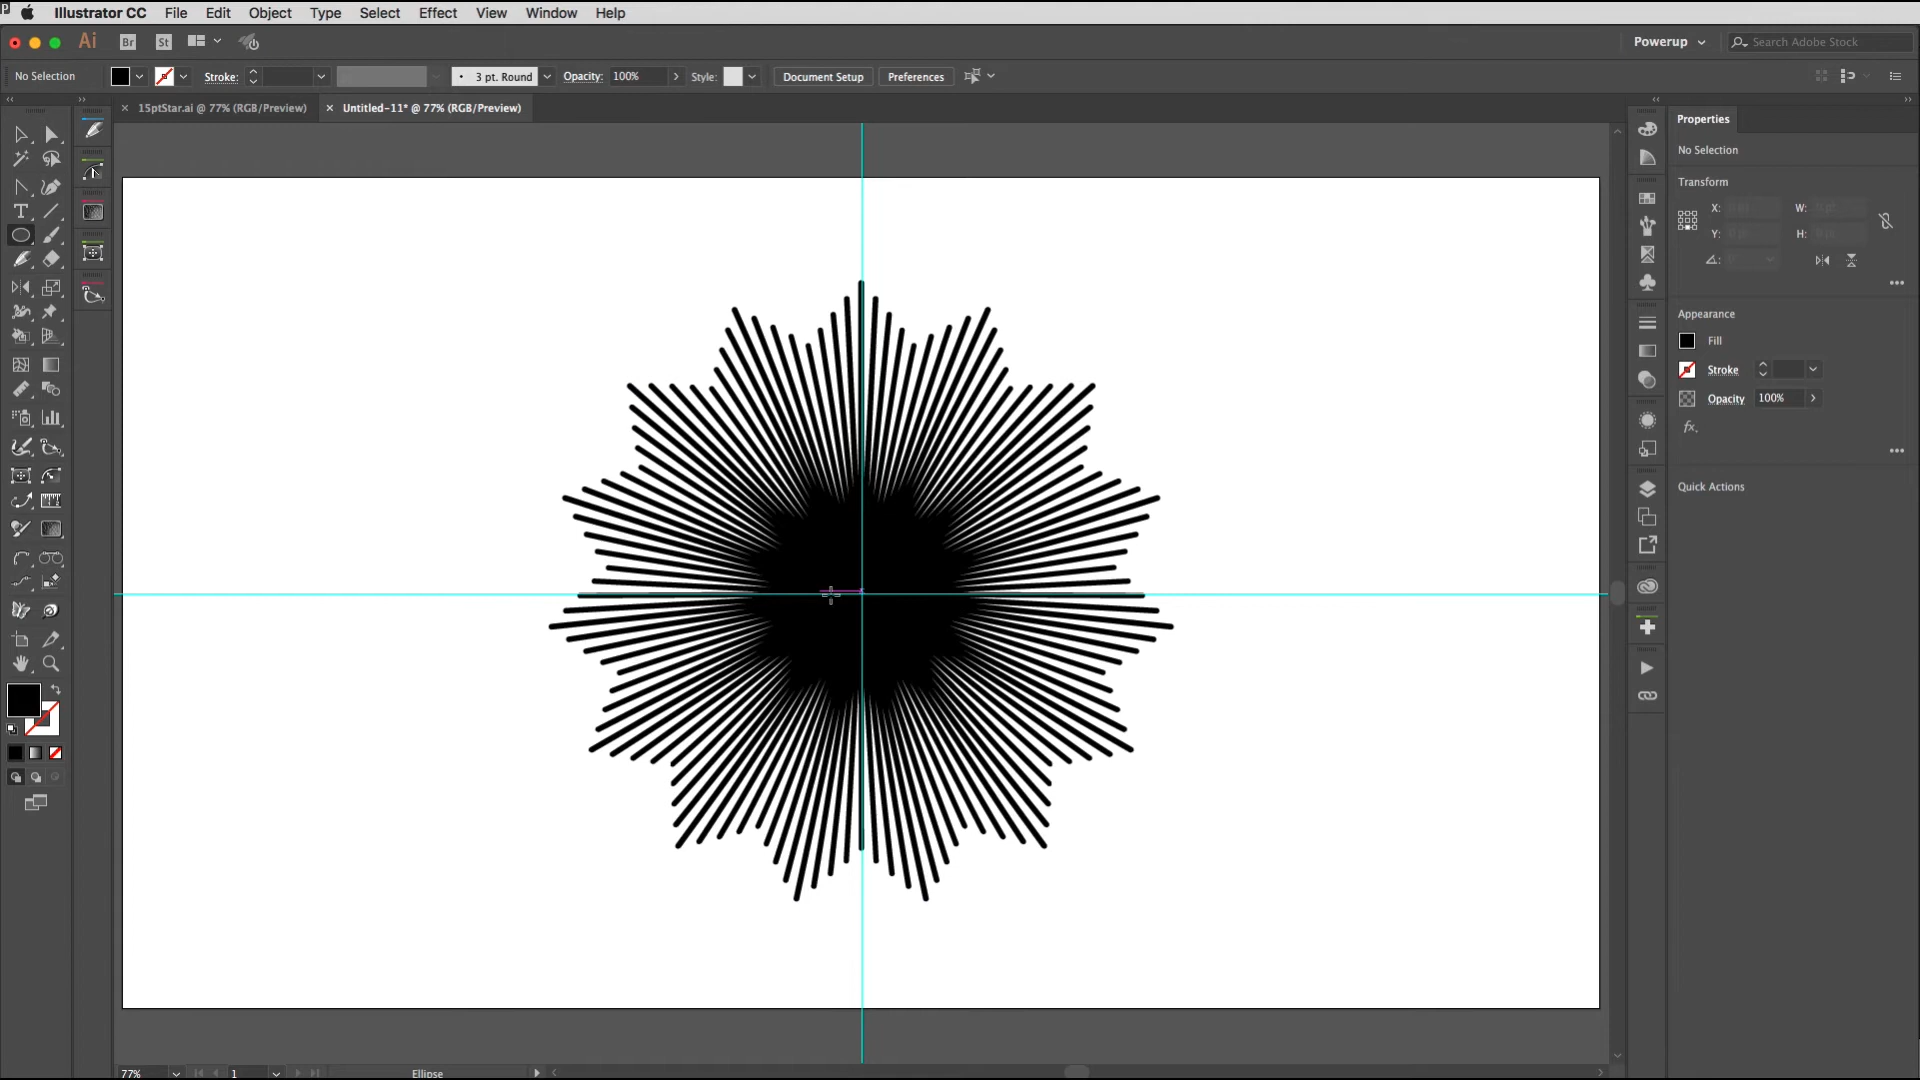 Illustrator CC File Edit Object Type Select Effect View Window Help
Ai Br St Powerup Search Adobe Stock
No Selection Stroke: 3 pt. Round Opacity: 100% Style: Document Setup Preferences
× 15ptStar.ai @ 77% (RGB/Preview) × Untitled-11* @ 77% (RGB/Preview)
Properties
No Selection
Transform
X: W:
Y: H:
Appearance
Fill
Stroke
Opacity 100%
fx.
Quick Actions
77% 1 Ellipse